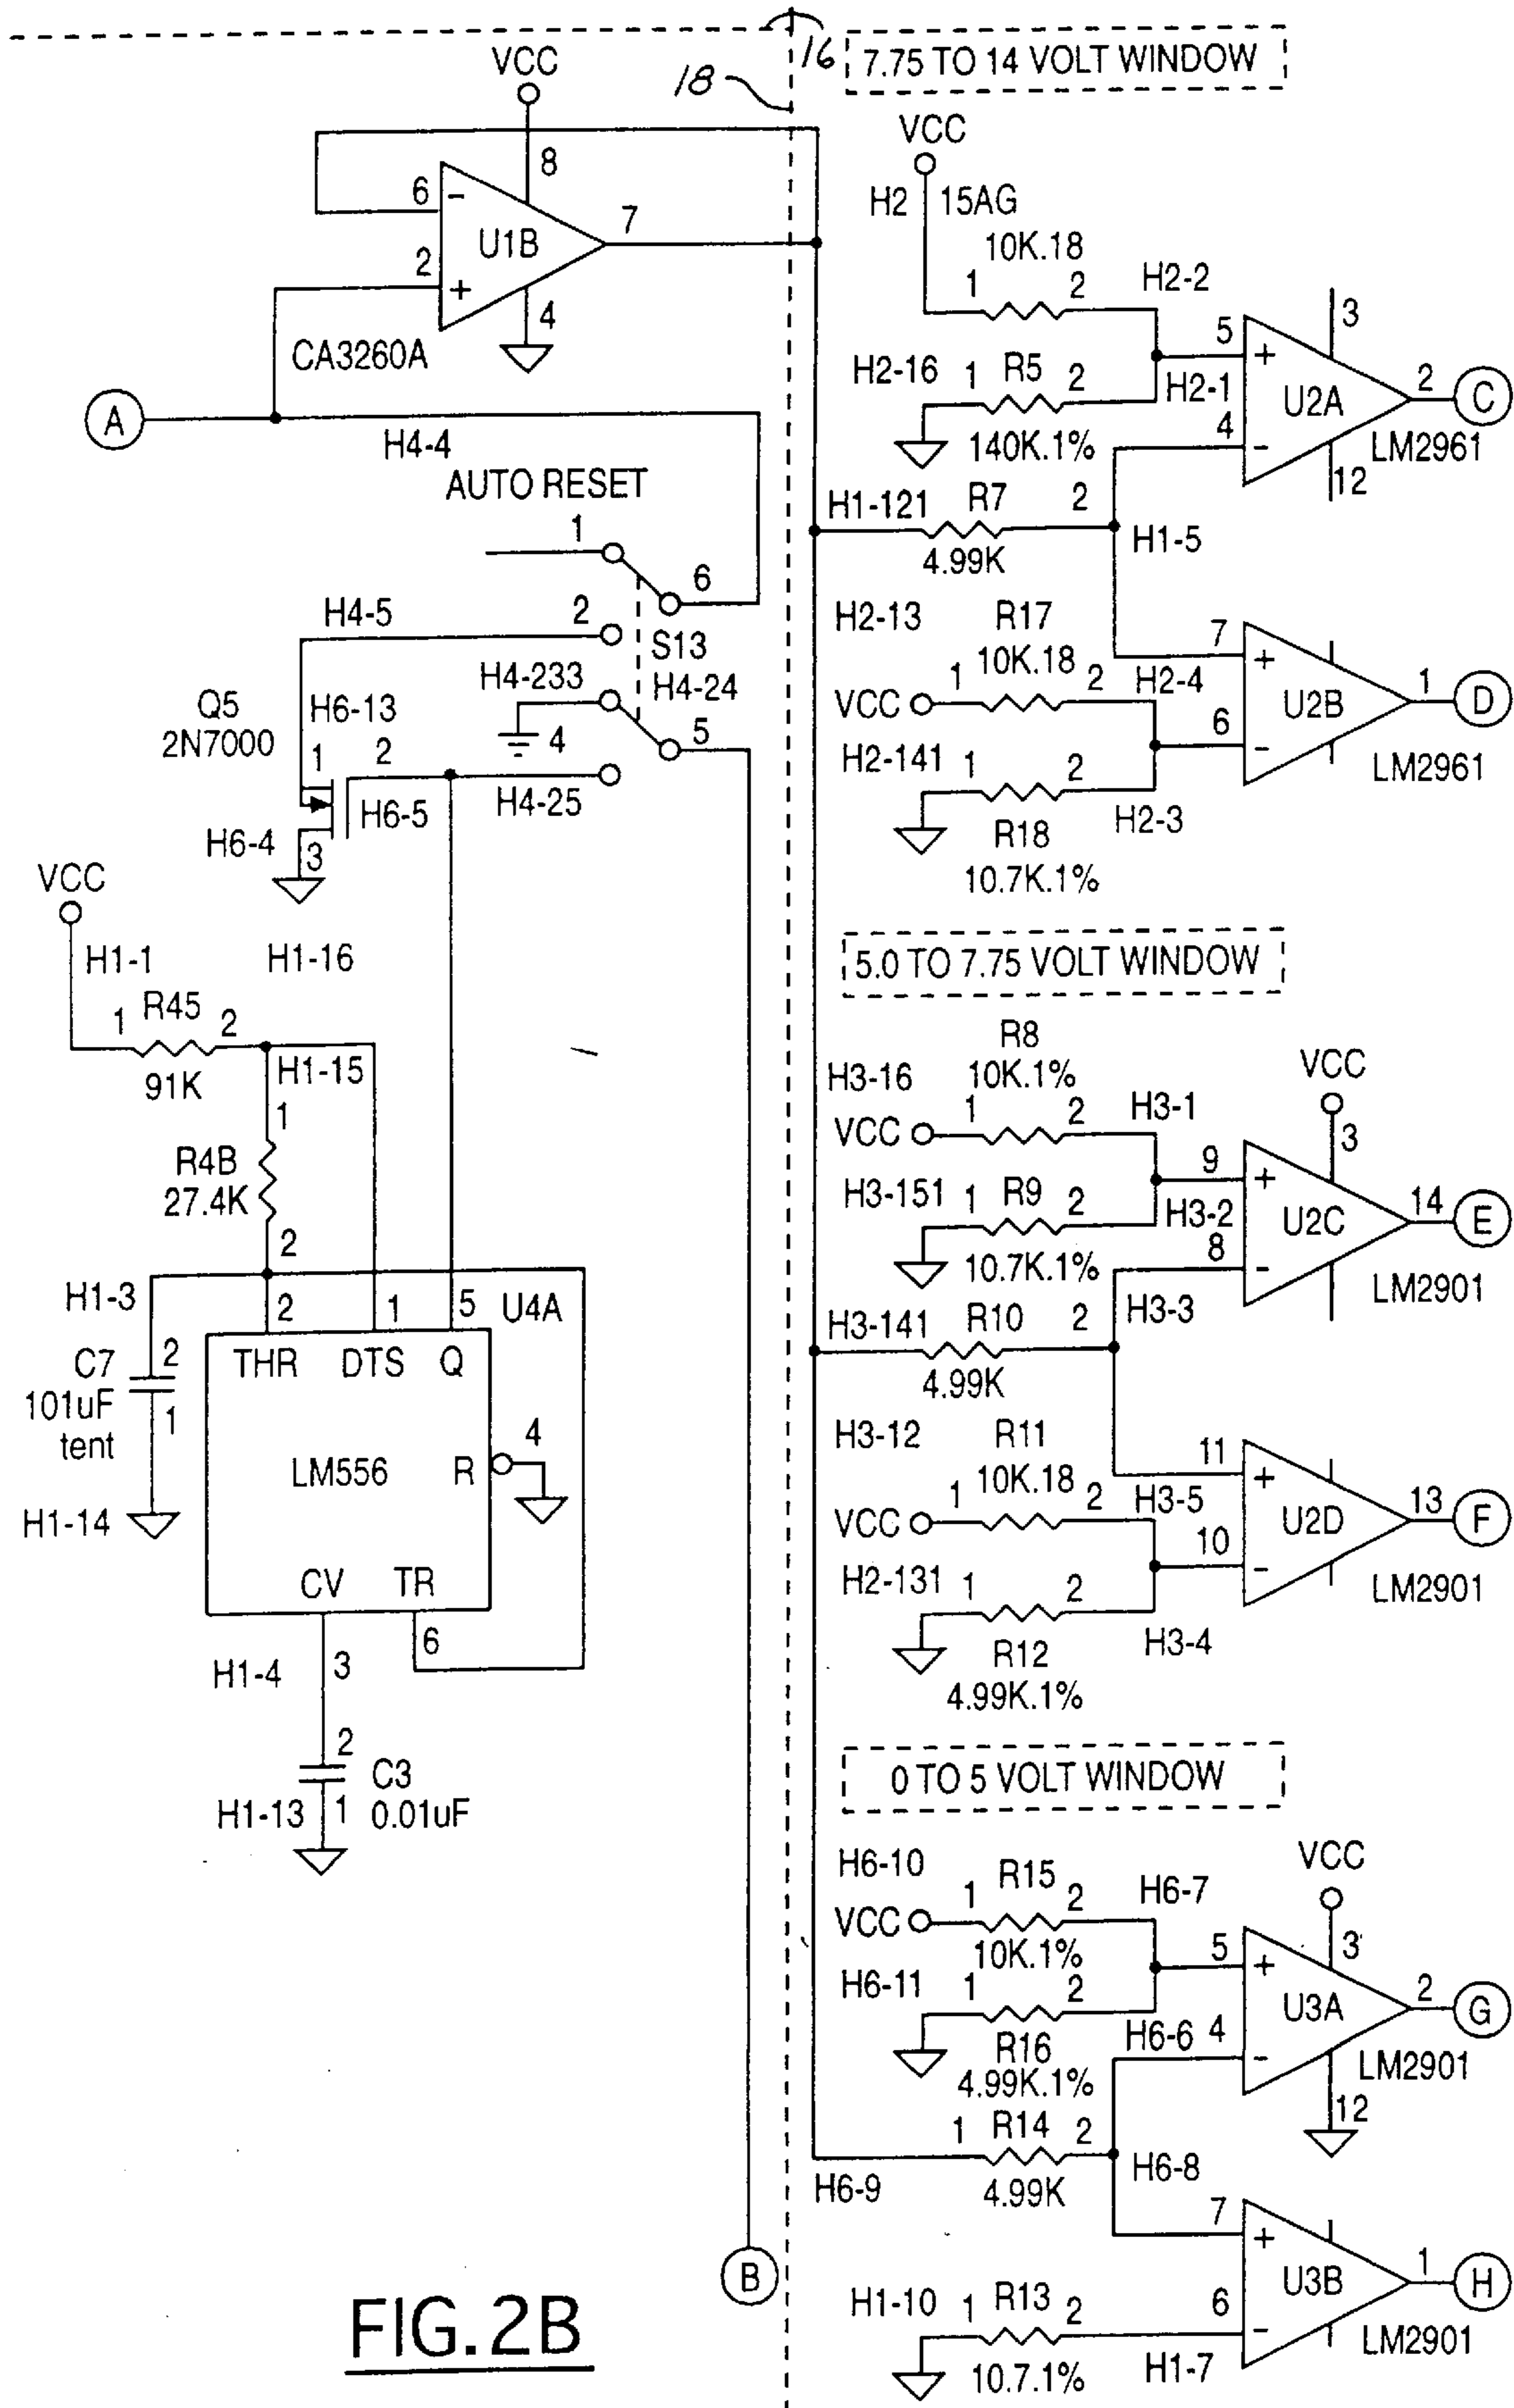 16
18
7.75 TO 14 VOLT WINDOW
VCC
8
6
-
U1B
7
2
+
4
CA3260A
A
H4-4
AUTO RESET
1
6
H4-5
2
S13
H4-233
H4-24
Q5
2N7000
H6-13
1
2
4
5
H6-5
H4-25
H6-4
3
VCC
H1-1
H1-16
1
R45
2
91K
H1-15
1
R4B
27.4K
2
H1-3
2
1
5
U4A
C7
101uF
tent
2
1
THR
DTS
Q
LM556
R
4
H1-14
CV
TR
H1-4
3
6
2
C3
H1-13
1
0.01uF
B
FIG.2B
VCC
H2
15AG
10K.18
1
2
H2-2
5
+
3
H2-16
1
R5
2
H2-1
U2A
2
C
140K.1%
4
-
LM2961
12
H1-121
R7
2
4.99K
H1-5
H2-13
R17
10K.18
7
+
VCC
1
2
H2-4
U2B
1
D
6
-
H2-141
1
2
LM2961
R18
H2-3
10.7K.1%
5.0 TO 7.75 VOLT WINDOW
R8
H3-16
10K.1%
VCC
VCC
1
2
H3-1
3
9
+
H3-151
1
R9
2
H3-2
U2C
14
E
10.7K.1%
8
-
LM2901
H3-141
R10
2
H3-3
4.99K
H3-12
R11
10K.18
11
+
VCC
1
2
H3-5
U2D
13
F
10
-
H2-131
1
2
LM2901
R12
H3-4
4.99K.1%
0 TO 5 VOLT WINDOW
H6-10
VCC
1
R15
2
H6-7
VCC
3
10K.1%
5
+
H6-11
1
2
U3A
2
G
R16
H6-6
4
-
4.99K.1%
LM2901
12
1
R14
2
H6-9
4.99K
H6-8
7
+
U3B
1
H
H1-10
1
R13
2
6
-
LM2901
10.7.1%
H1-7